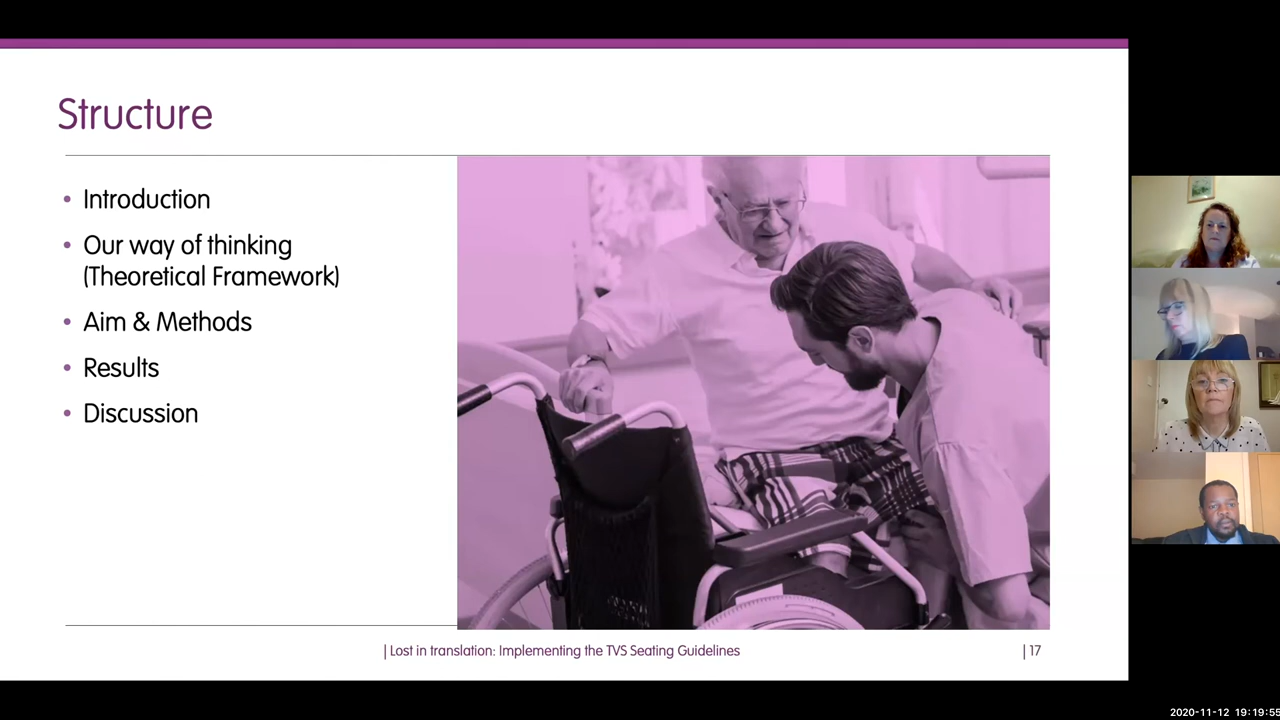 Structure
• Introduction
• Our way of thinking
(Theoretical Framework)
• Aim & Methods
• Results
• Discussion
| Lost in translation: Implementing the TVS Seating Guidelines
| 17
2020-11-12 19:19:55